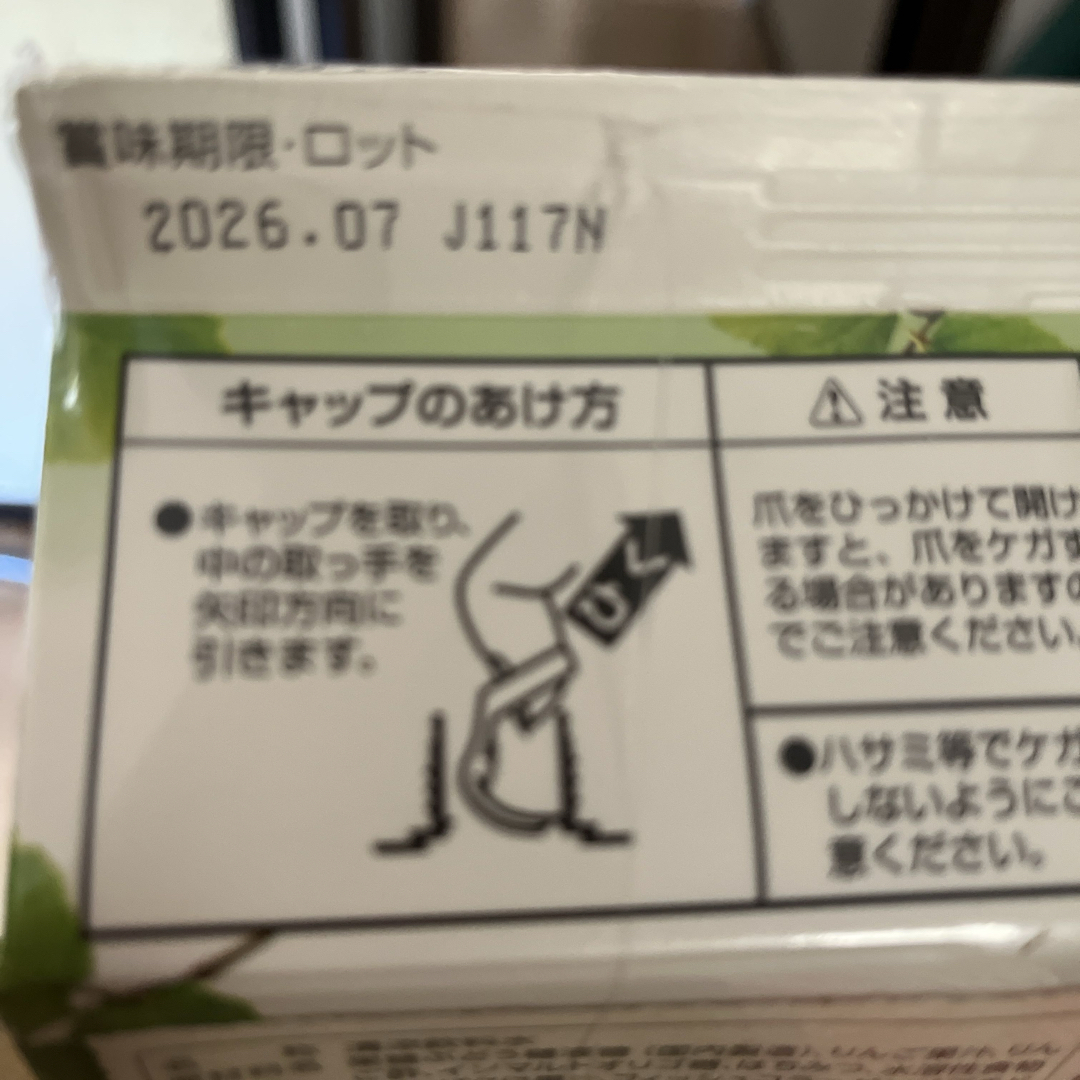 賞味期限・ロット
2026.07 J117N
キャップのあけ方
●キャップを取り、
中の取っ手を
矢印方向に
引きます。
ひく
⚠注意
爪をひっかけて開け
ますと、爪をケガす
る場合がありますの
でご注意ください。
●ハサミ等でケガ
しないようにご
意ください。